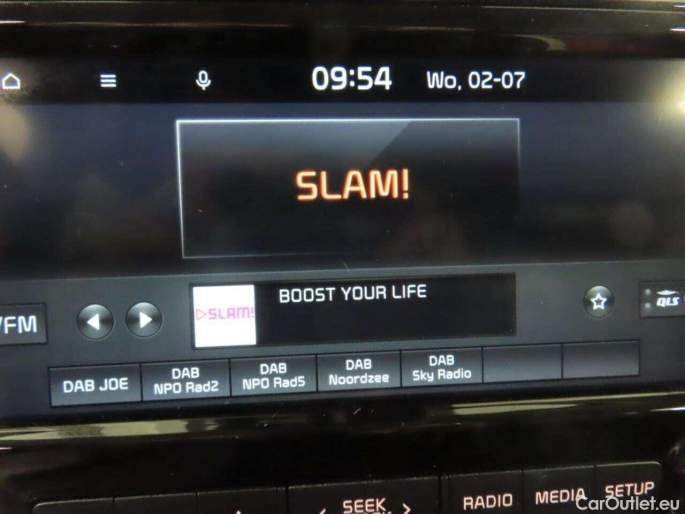 09:54 Wo, 02-07
SLAM!
BOOST YOUR LIFE
SLAM!
/FM
QLS
DAB JOE
DAB NPO Rad2
DAB NPO Rad5
DAB Noordzee
DAB Sky Radio
< SEEK >
RADIO
MEDIA
SETUP
CarOutlet.eu